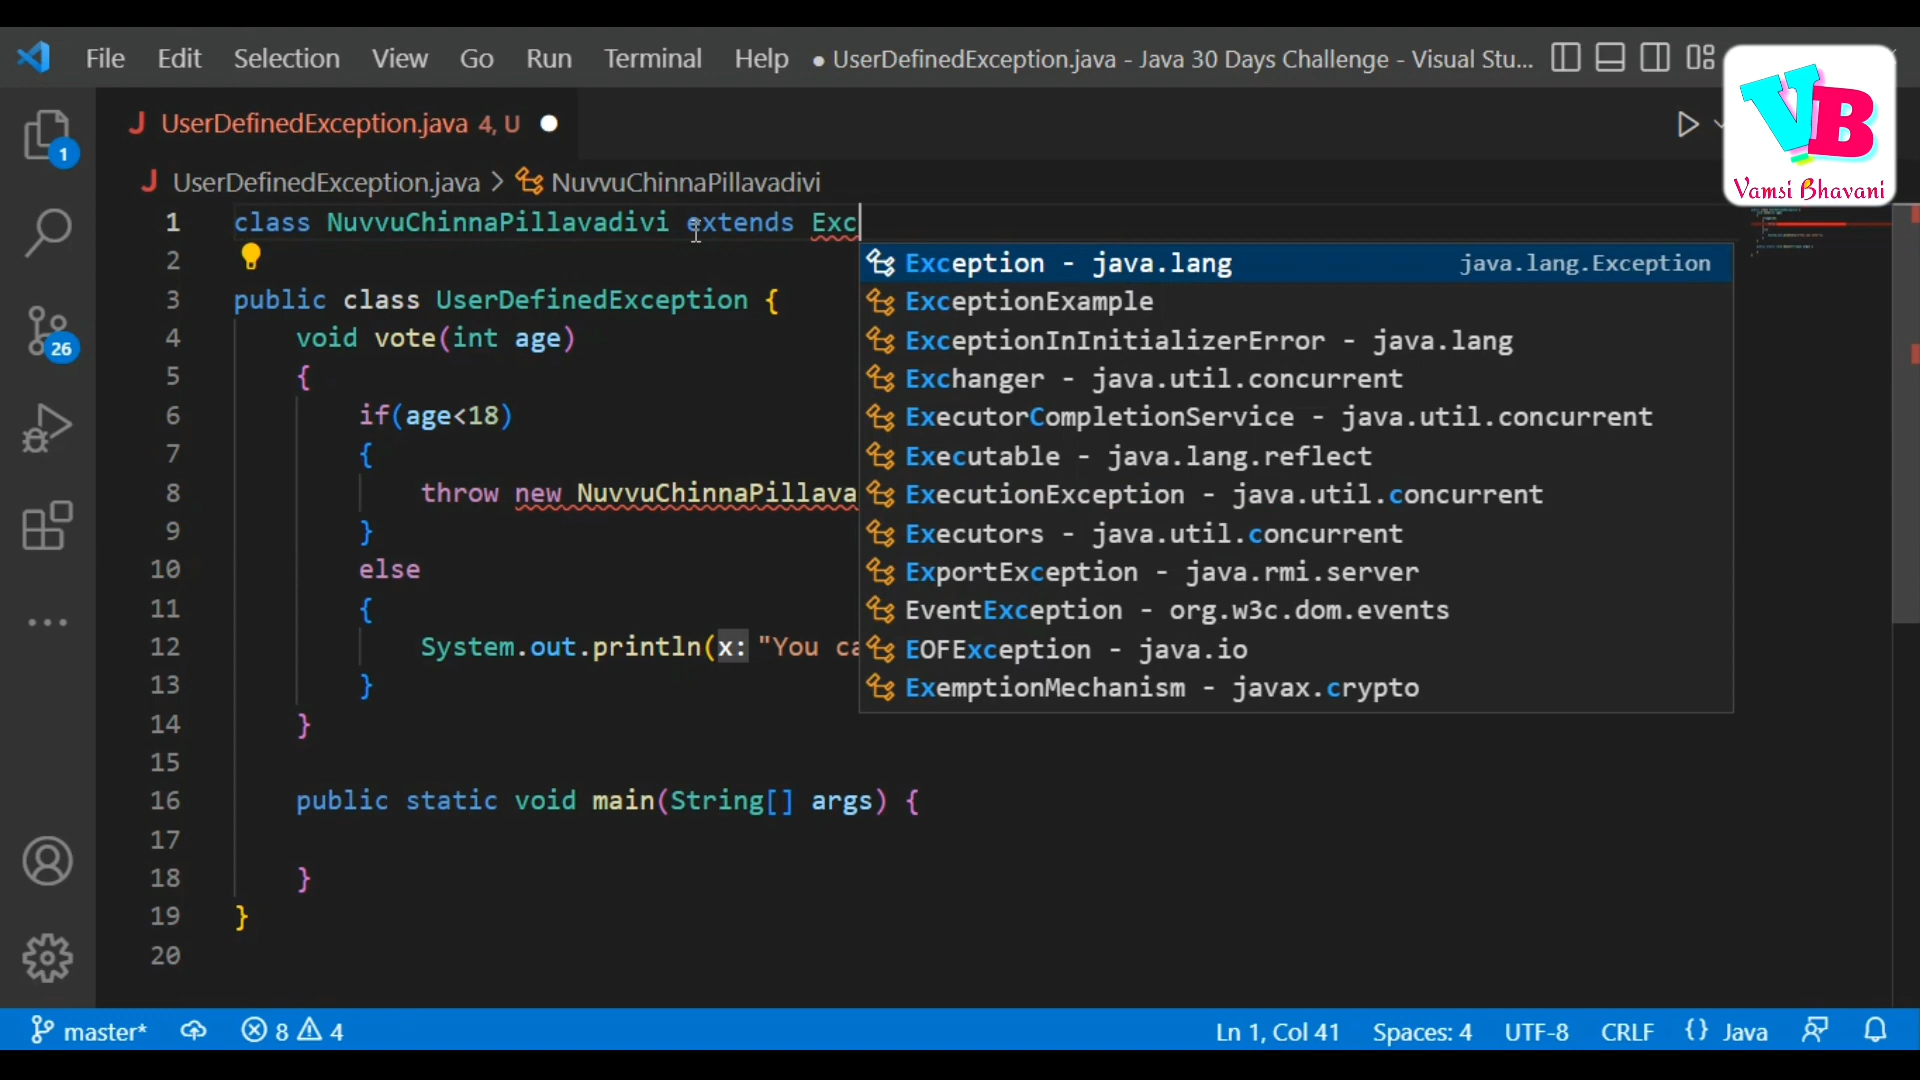 File Edit Selection View Go Run Terminal Help ● UserDefinedException.java - Java 30 Days Challenge - Visual Stu...
VB
Vamsi Bhavani
J UserDefinedException.java 4, U ●
J UserDefinedException.java > NuvvuChinnaPillavadivi
1 class NuvvuChinnaPillavadivi extends Exc
Exception - java.lang java.lang.Exception
ExceptionExample
ExceptionInInitializerError - java.lang
Exchanger - java.util.concurrent
ExecutorCompletionService - java.util.concurrent
Executable - java.lang.reflect
ExecutionException - java.util.concurrent
Executors - java.util.concurrent
ExportException - java.rmi.server
EventException - org.w3c.dom.events
EOFException - java.io
ExemptionMechanism - javax.crypto
2
3 public class UserDefinedException {
4 void vote(int age)
5 {
6 if(age<18)
7 {
8 throw new NuvvuChinnaPillava
9 }
10 else
11 {
12 System.out.println(x: "You ca
13 }
14 }
15
16 public static void main(String[] args) {
17
18 }
19 }
20
1
26
master* 8 4 Ln 1, Col 41 Spaces: 4 UTF-8 CRLF {} Java